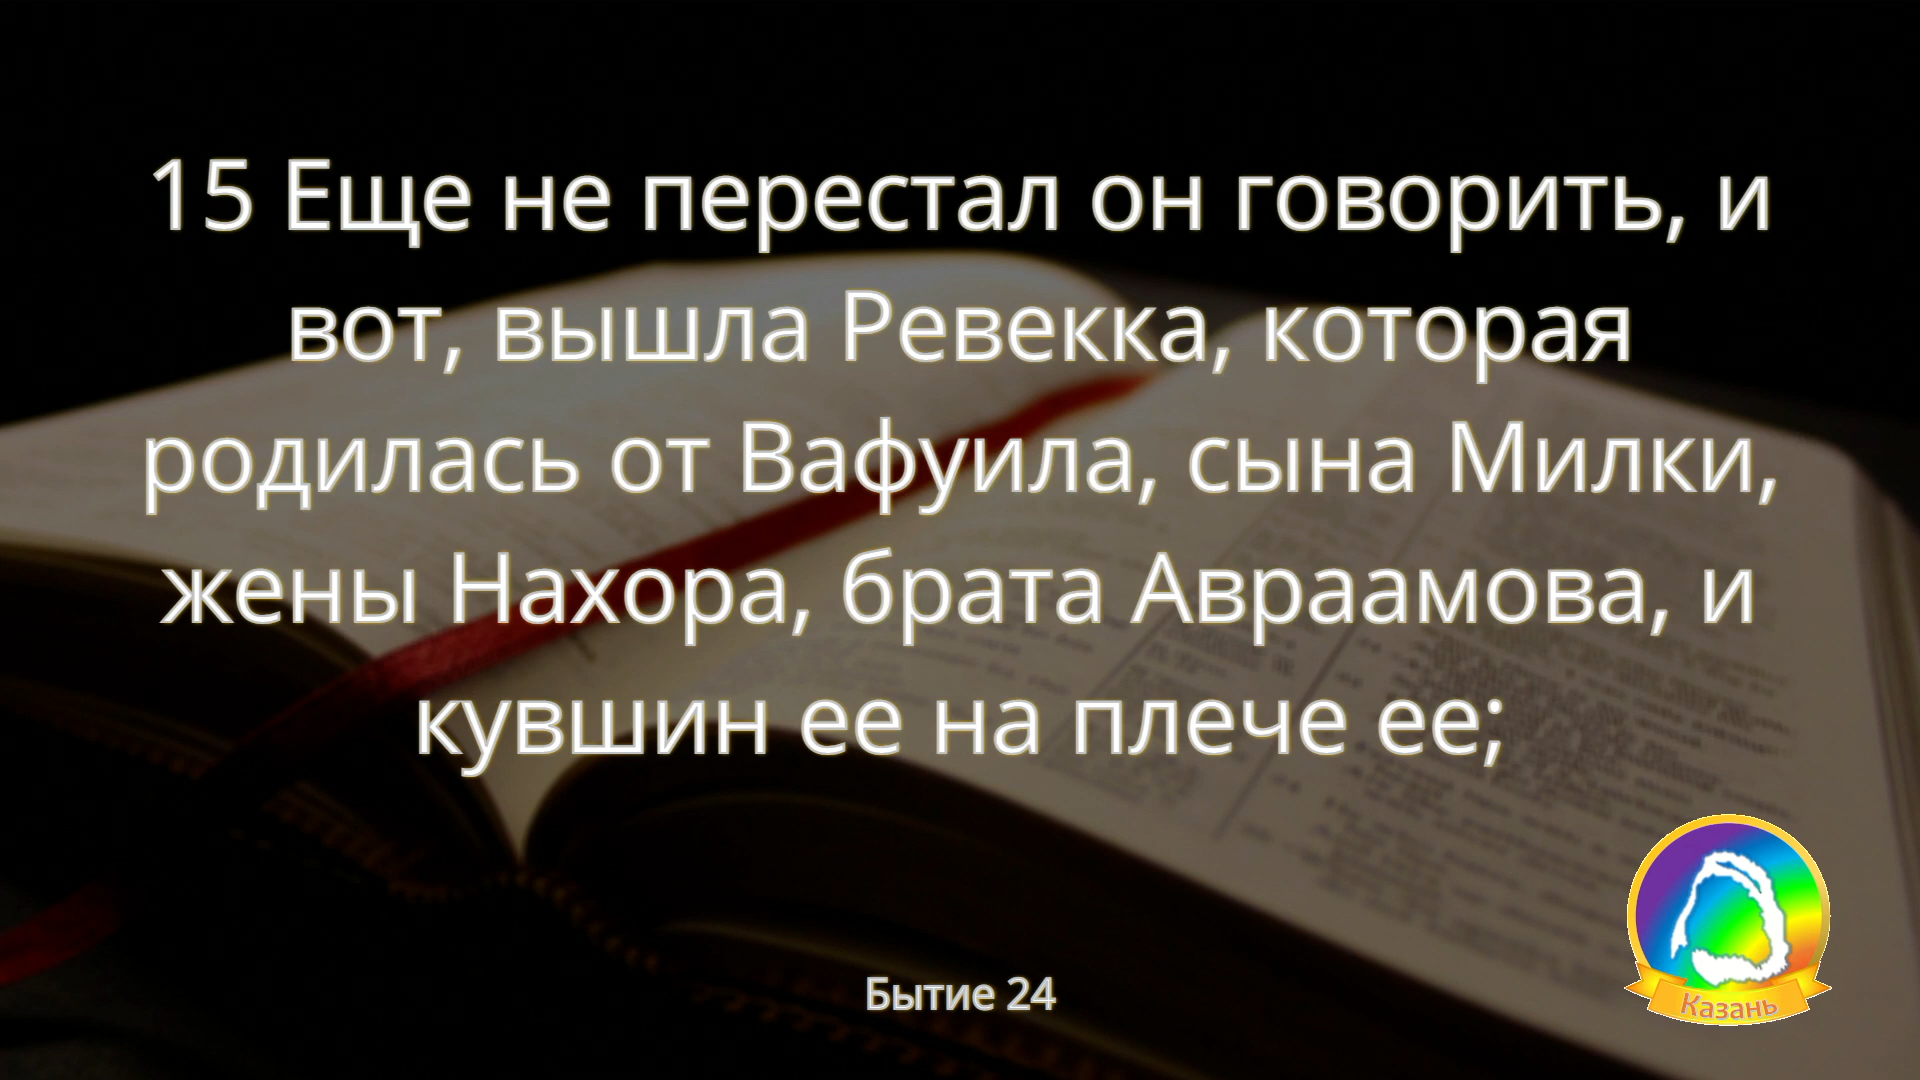 15 Еще не перестал он говорить, и
вот, вышла Ревекка, которая
родилась от Вафуила, сына Милки,
жены Нахора, брата Авраамова, и
кувшин ее на плече ее;
Бытие 24
Казань